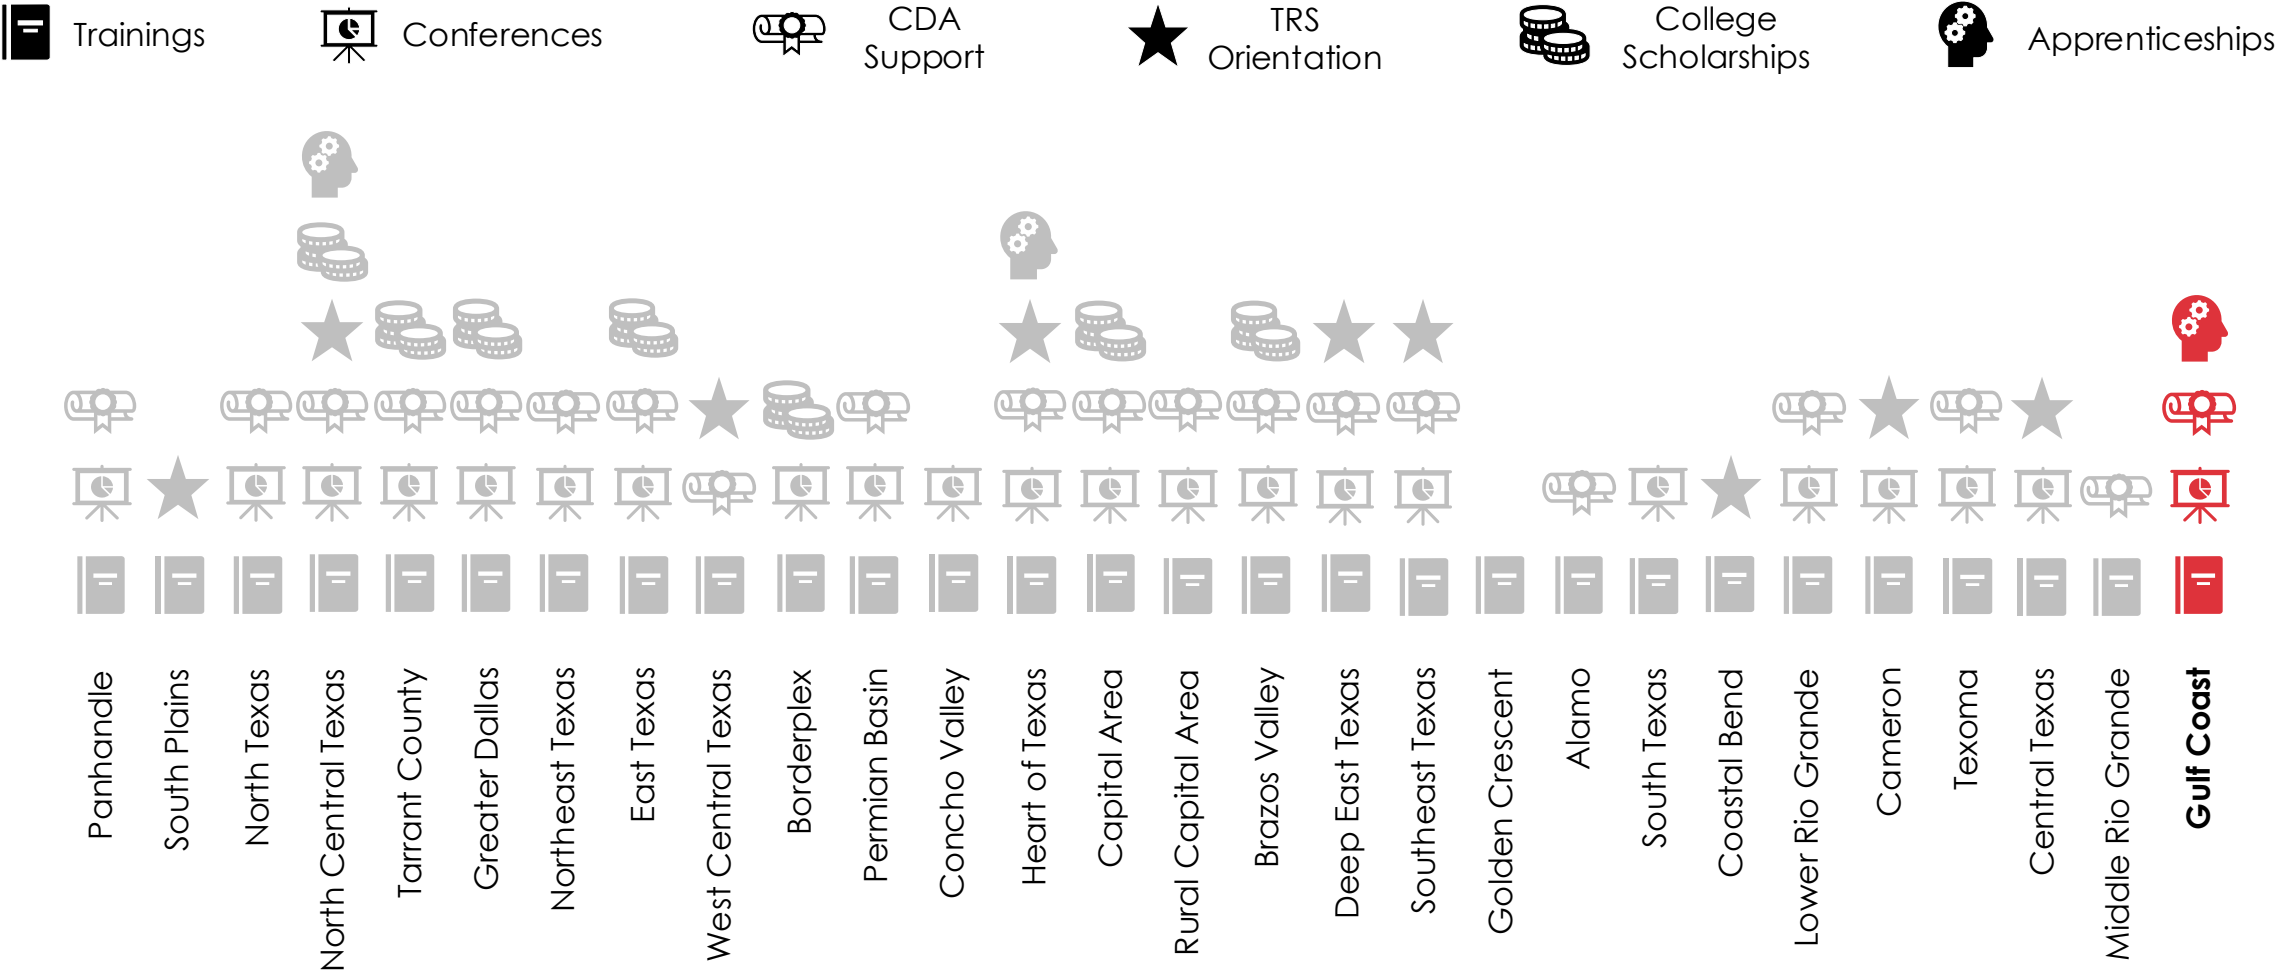 Trainings
Conferences
CDA
Support
TRS
Orientation
College
Scholarships
Apprenticeships
Panhandle
South Plains
North Texas
North Central Texas
Tarrant County
Greater Dallas
Northeast Texas
East Texas
West Central Texas
Borderplex
Permian Basin
Concho Valley
Heart of Texas
Capital Area
Rural Capital Area
Brazos Valley
Deep East Texas
Southeast Texas
Golden Crescent
Alamo
South Texas
Coastal Bend
Lower Rio Grande
Cameron
Texoma
Central Texas
Middle Rio Grande
Gulf Coast